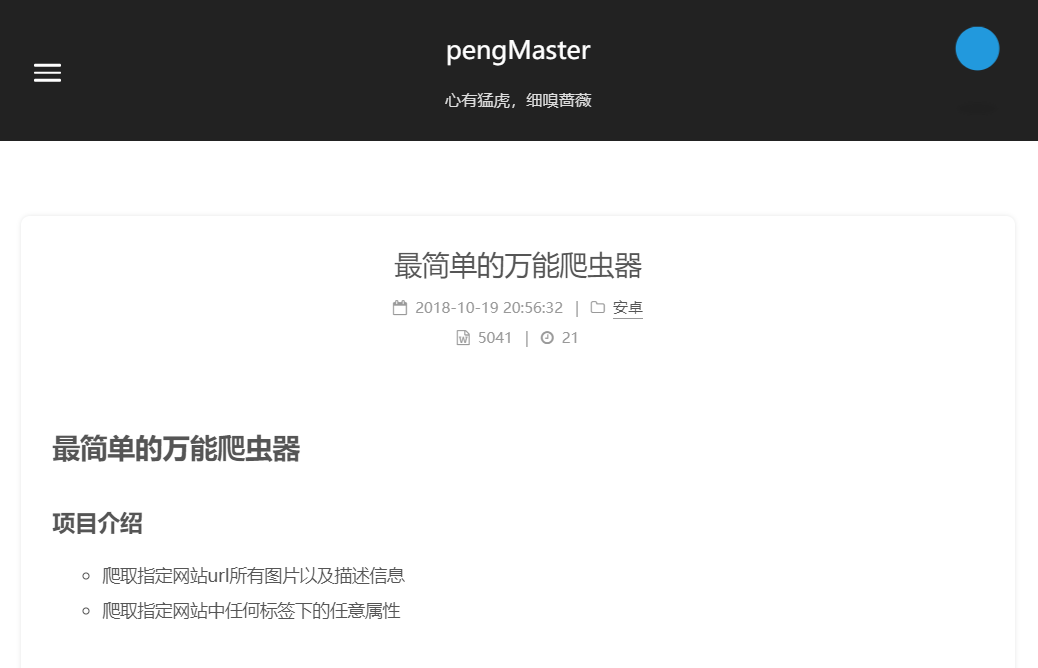 pengMaster
心有猛虎，细嗅蔷薇
最简单的万能爬虫器
2018-10-19 20:56:32 | 安卓
5041 | 21
最简单的万能爬虫器
项目介绍
爬取指定网站url所有图片以及描述信息
爬取指定网站中任何标签下的任意属性